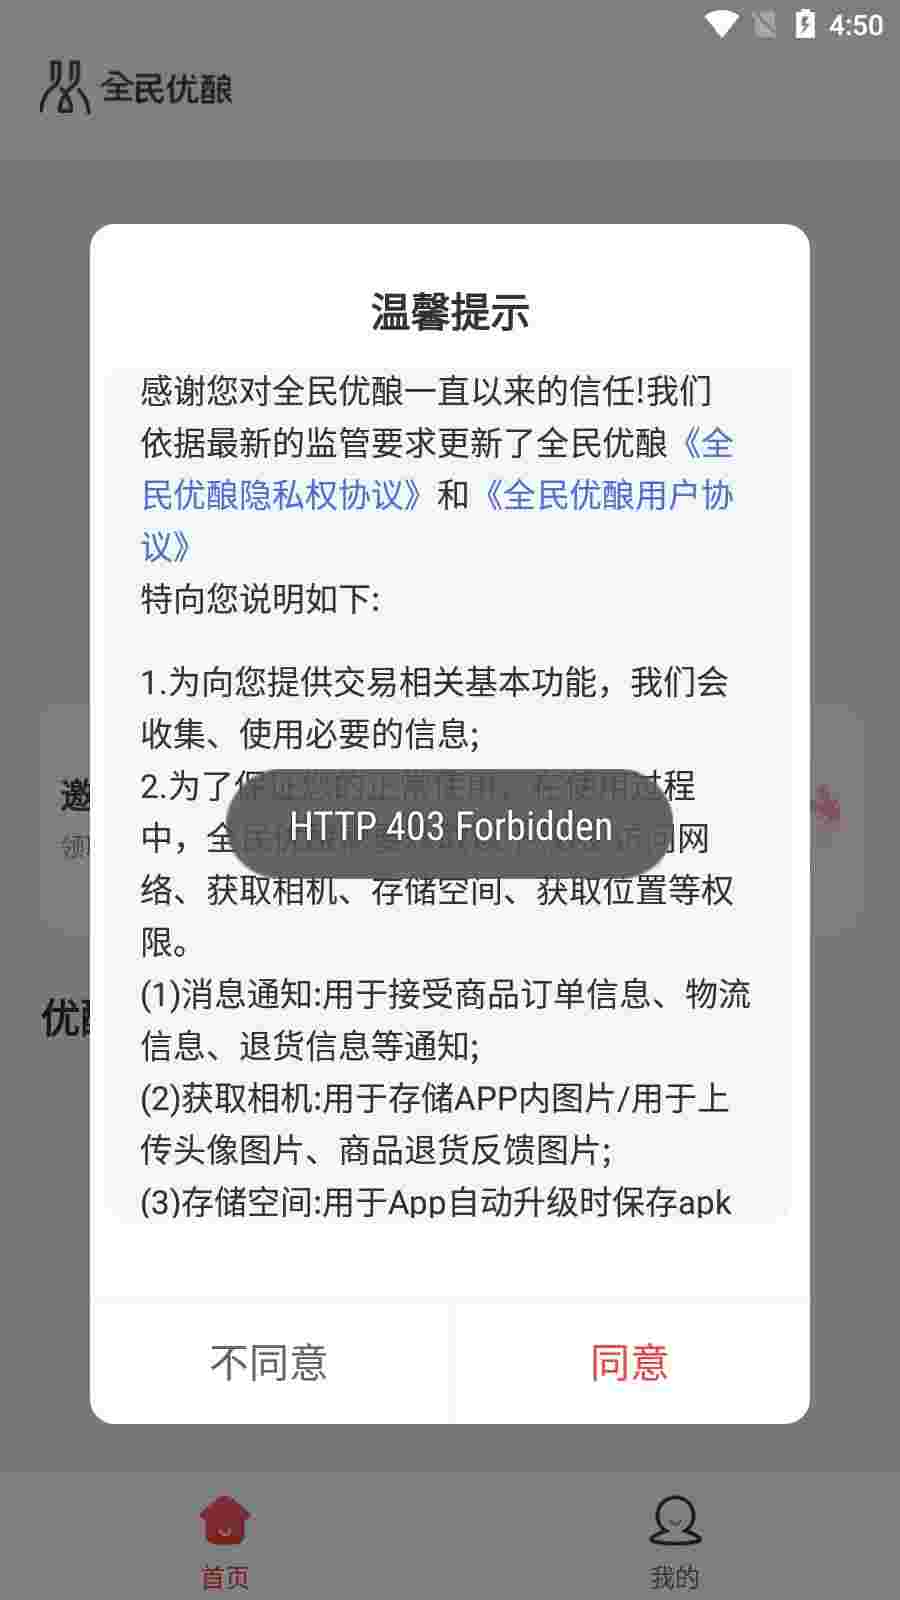 4:50
全民优酿
温馨提示
感谢您对全民优酿一直以来的信任!我们
依据最新的监管要求更新了全民优酿《全
民优酿隐私权协议》和《全民优酿用户协
议》
特向您说明如下:
1.为向您提供交易相关基本功能，我们会
收集、使用必要的信息;
2.为了保证您的正常使用，在使用过程
中，全民优
HTTP 403 Forbidden
问网
络、获取相机、存储空间、获取位置等权
限。
(1)消息通知:用于接受商品订单信息、物流
信息、退货信息等通知;
(2)获取相机:用于存储APP内图片/用于上
传头像图片、商品退货反馈图片;
(3)存储空间:用于App自动升级时保存apk
邀
领
优
不同意
同意
首页
我的